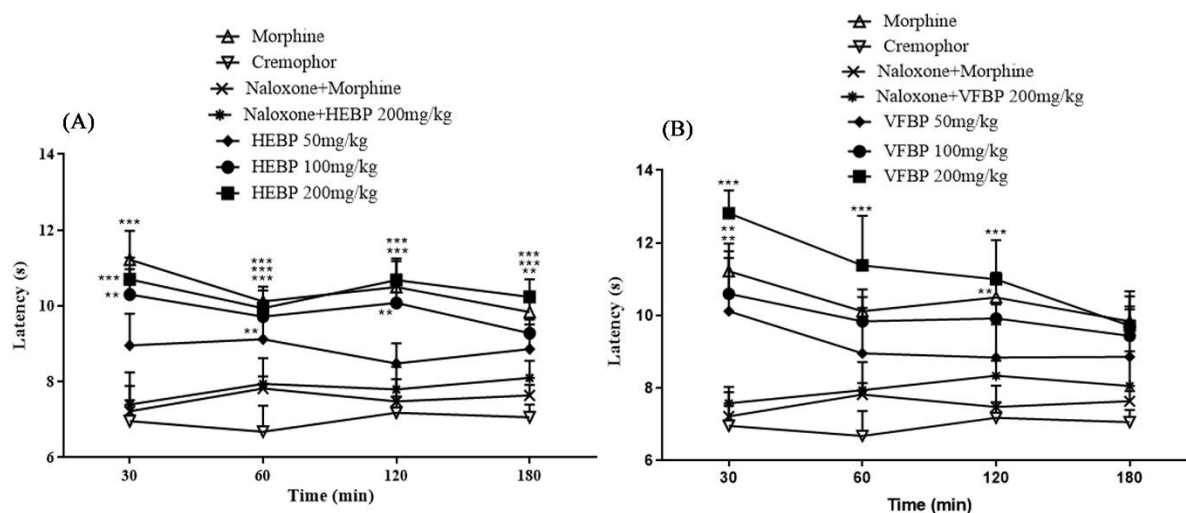 Morphine
Cremophor
Naloxone+Morphine
Naloxone+HEBP 200mg/kg
(A)
HEBP 50mg/kg
HEBP 100mg/kg
HEBP 200mg/kg
14
12
10
8
6
Latency (s)
***
***
**
***
***
***
**
***
***
**
***
***
**
30
60
120
180
Time (min)
Morphine
Cremophor
Naloxone+Morphine
Naloxone+VFBP 200mg/kg
(B)
VFBP 50mg/kg
VFBP 100mg/kg
VFBP 200mg/kg
14
12
10
8
6
Latency (s)
***
**
**
***
***
**
30
60
120
180
Time (min)